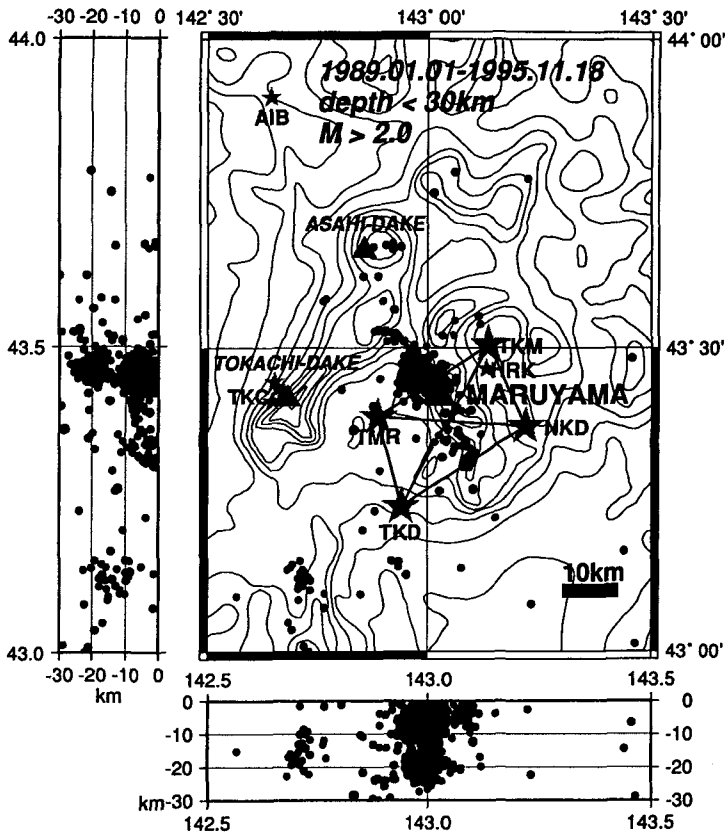 -30 -20 -10 0
142˚ 30' 143˚ 00' 143˚ 30'
44.0
44˚ 00'
1989.01.01-1995.11.18
depth < 30km
M > 2.0
AIB
ASAHI-DAKE
43.5
43˚ 30'
TKM
HRK
TOKACHI-DAKE
TKC
MARUYAMA
TMR
NKD
TKD
10km
43.0
43˚ 00'
-30 -20 -10 0
km
142.5 143.0 143.5
0 0
-10 -10
-20 -20
km-30 -30
142.5 143.0 143.5